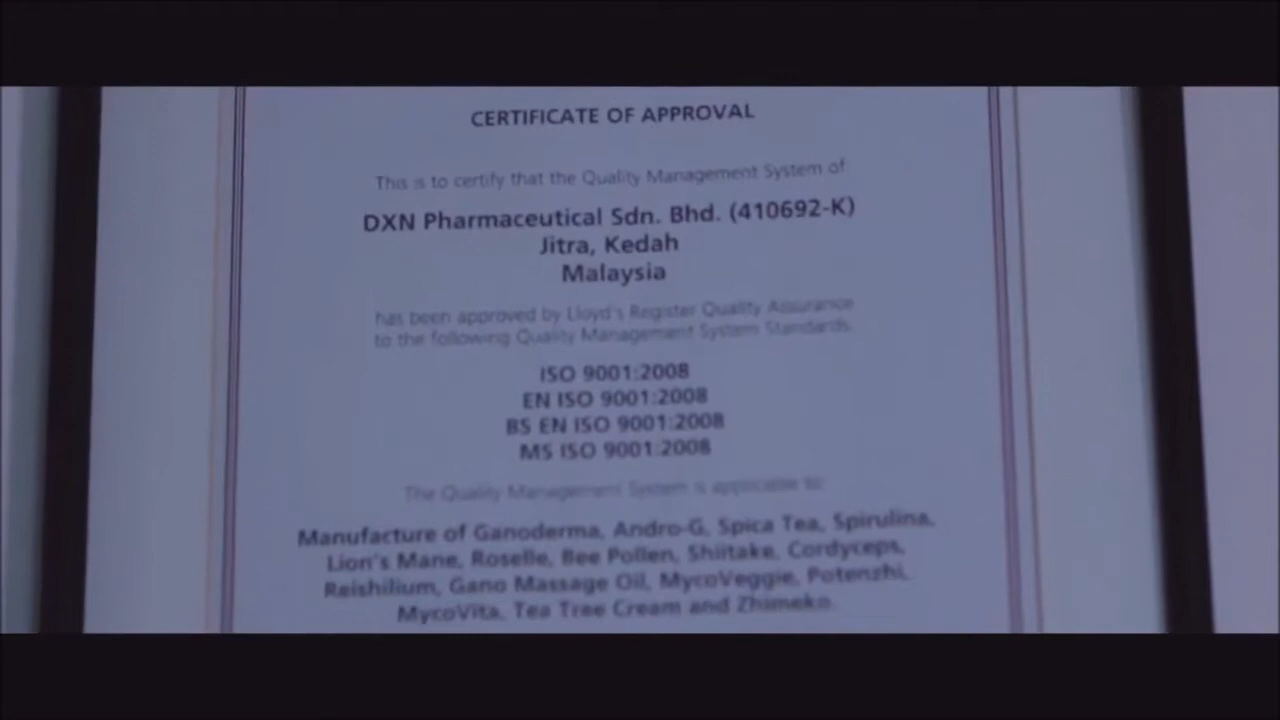 CERTIFICATE OF APPROVAL
This is to certify that the Quality Management System of:
DXN Pharmaceutical Sdn. Bhd. (410692-K)
Jitra, Kedah
Malaysia
has been approved by Lloyd's Register Quality Assurance
to the following Quality Management System Standards:
ISO 9001:2008
EN ISO 9001:2008
BS EN ISO 9001:2008
MS ISO 9001:2008
The Quality Management System is applicable to:
Manufacture of Ganoderma, Andro-G, Spica Tea, Spirulina,
Lion's Mane, Roselle, Bee Pollen, Shiitake, Cordyceps,
Reishilium, Gano Massage Oil, MycoVeggie, Potenzhi,
MycoVita, Tea Tree Cream and Zhimeko.